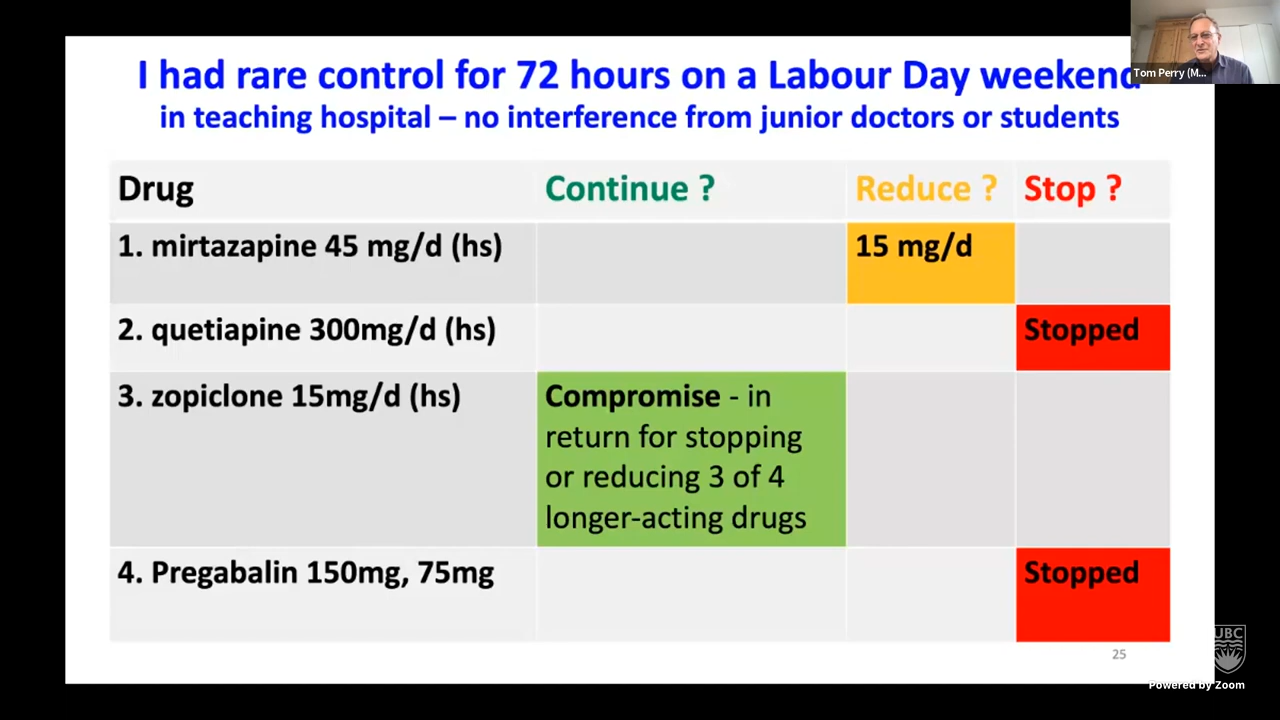 I had rare control for 72 hours on a Labour Day weekend
in teaching hospital – no interference from junior doctors or students
Drug
Continue ?
Reduce ?
Stop ?
1. mirtazapine 45 mg/d (hs)
15 mg/d
2. quetiapine 300mg/d (hs)
Stopped
3. zopiclone 15mg/d (hs)
Compromise - in
return for stopping
or reducing 3 of 4
longer-acting drugs
4. Pregabalin 150mg, 75mg
Stopped
25
Tom Perry (M...
UBC
Powered by Zoom